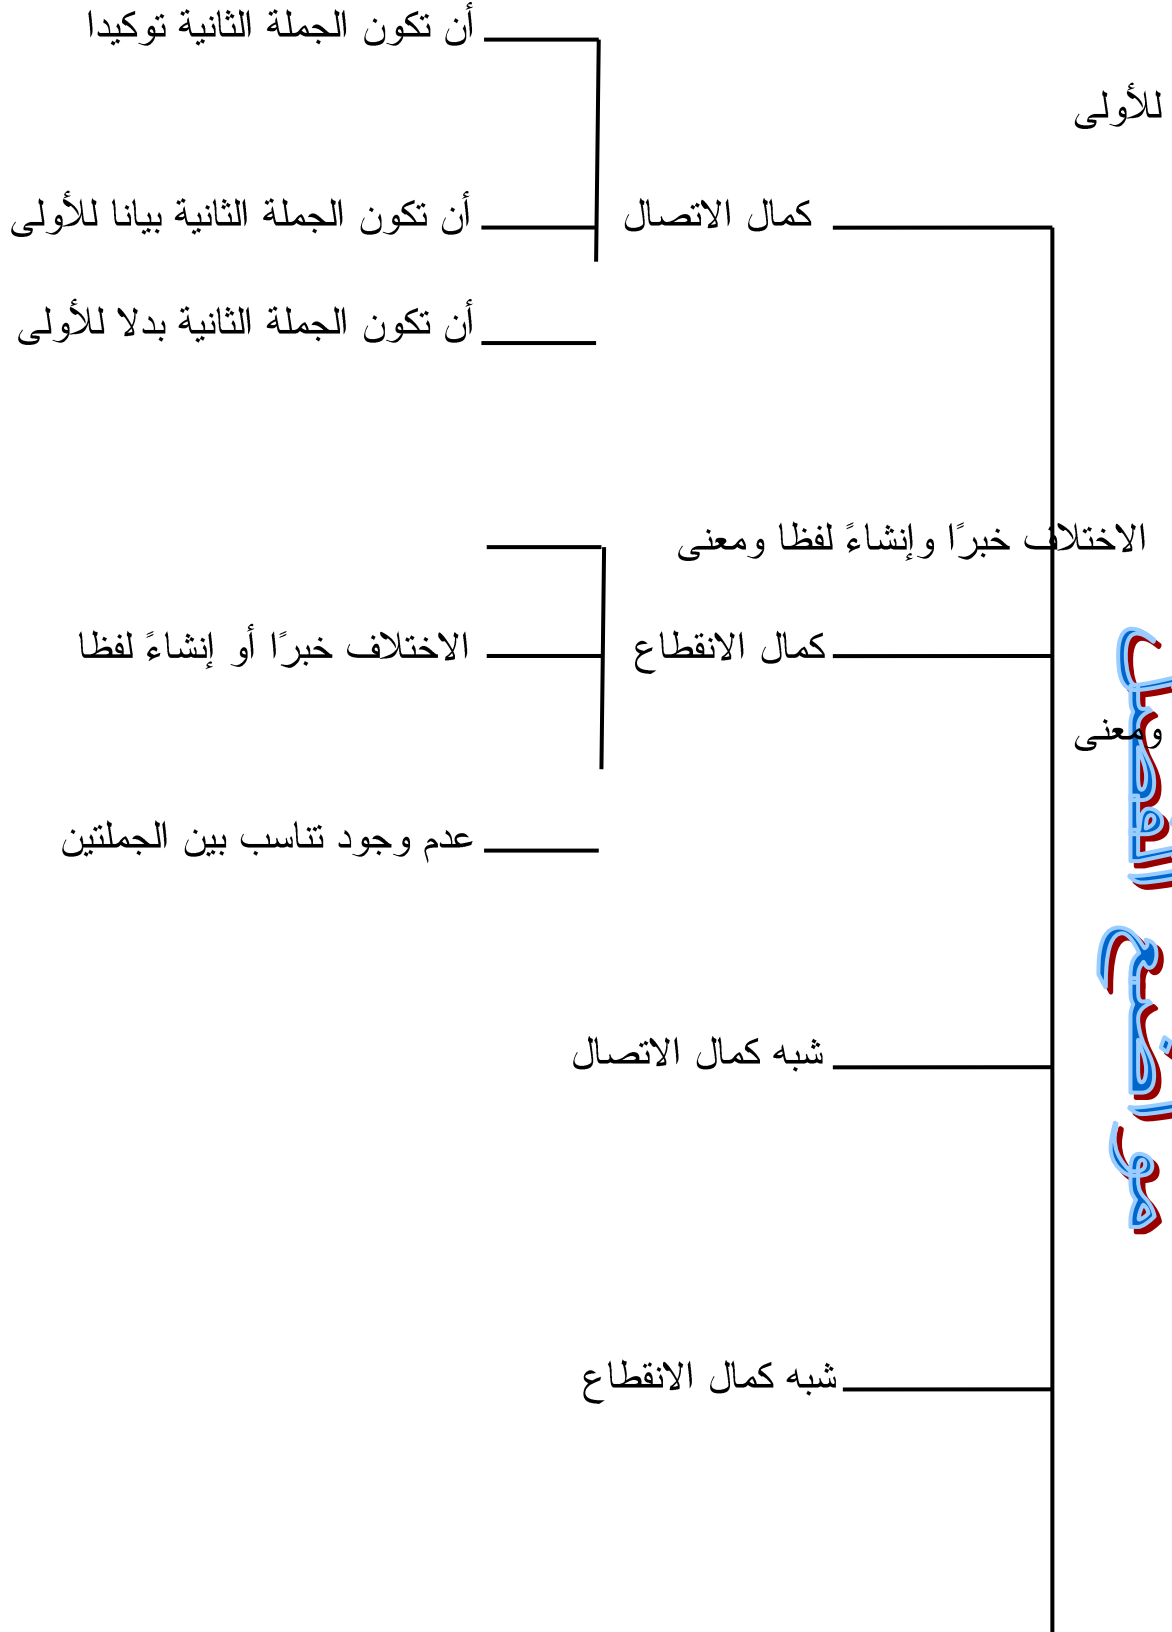 أن تكون الجملة الثانية توكيدا
للأولى
كمال الاتصال أن تكون الجملة الثانية بيانا للأولى
أن تكون الجملة الثانية بدلا للأولى
الاختلاف خبرًا وإنشاءً لفظا ومعنى
كمال الانقطاع الاختلاف خبرًا أو إنشاءً لفظا
ومعنى
عدم وجود تناسب بين الجملتين
شبه كمال الاتصال
شبه كمال الانقطاع
مواضع الفصل